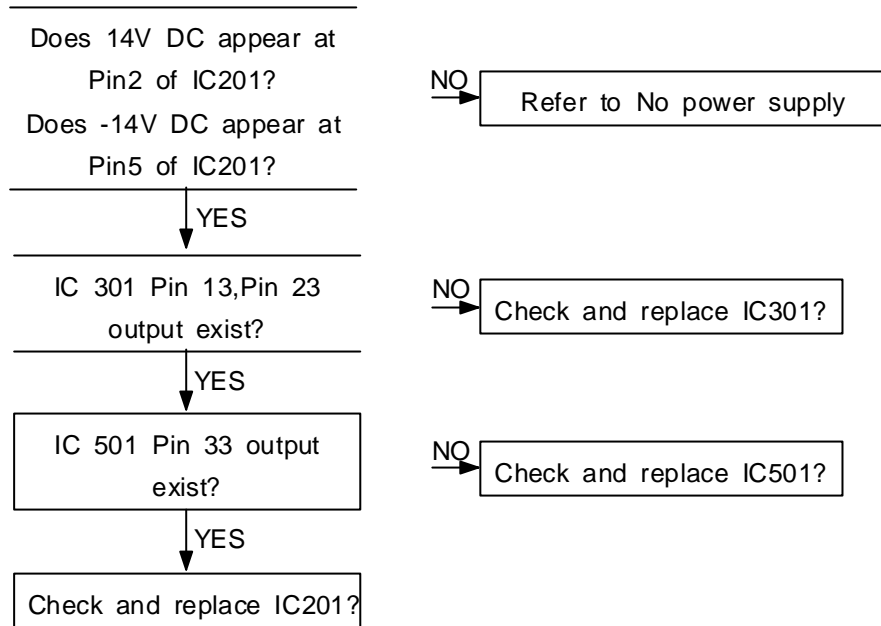 Does 14V DC appear at
Pin2 of IC201?
Does -14V DC appear at
Pin5 of IC201?
NO
Refer to No power supply
YES
IC 301 Pin 13,Pin 23
output exist?
NO
Check and replace IC301?
YES
IC 501 Pin 33 output
exist?
NO
Check and replace IC501?
YES
Check and replace IC201?